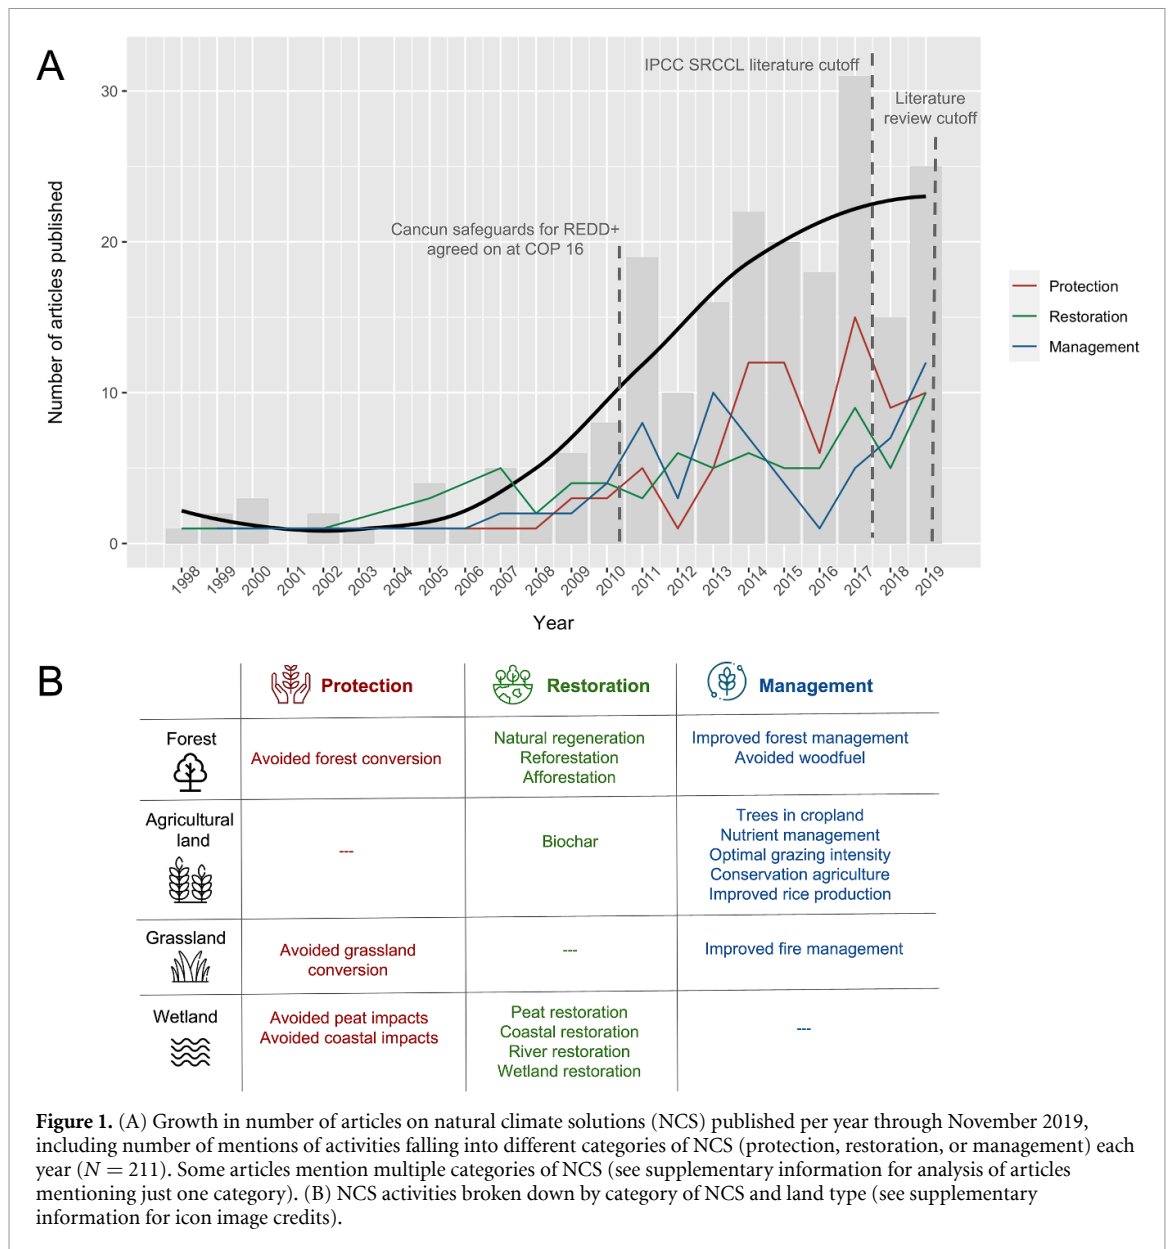 A
IPCC SRCCL literature cutoff
Literature
review cutoff
Cancun safeguards for REDD+
agreed on at COP 16
Number of articles published
30
20
10
0
Protection
Restoration
Management
1998
1999
2000
2001
2002
2003
2004
2005
2006
2007
2008
2009
2010
2011
2012
2013
2014
2015
2016
2017
2018
2019
Year
B
Protection
Restoration
Management
Forest
Avoided forest conversion
Natural regeneration
Reforestation
Afforestation
Improved forest management
Avoided woodfuel
Agricultural
land
---
Biochar
Trees in cropland
Nutrient management
Optimal grazing intensity
Conservation agriculture
Improved rice production
Grassland
Avoided grassland
conversion
---
Improved fire management
Wetland
Avoided peat impacts
Avoided coastal impacts
Peat restoration
Coastal restoration
River restoration
Wetland restoration
---
Figure 1. (A) Growth in number of articles on natural climate solutions (NCS) published per year through November 2019,
including number of mentions of activities falling into different categories of NCS (protection, restoration, or management) each
year (N = 211). Some articles mention multiple categories of NCS (see supplementary information for analysis of articles
mentioning just one category). (B) NCS activities broken down by category of NCS and land type (see supplementary
information for icon image credits).